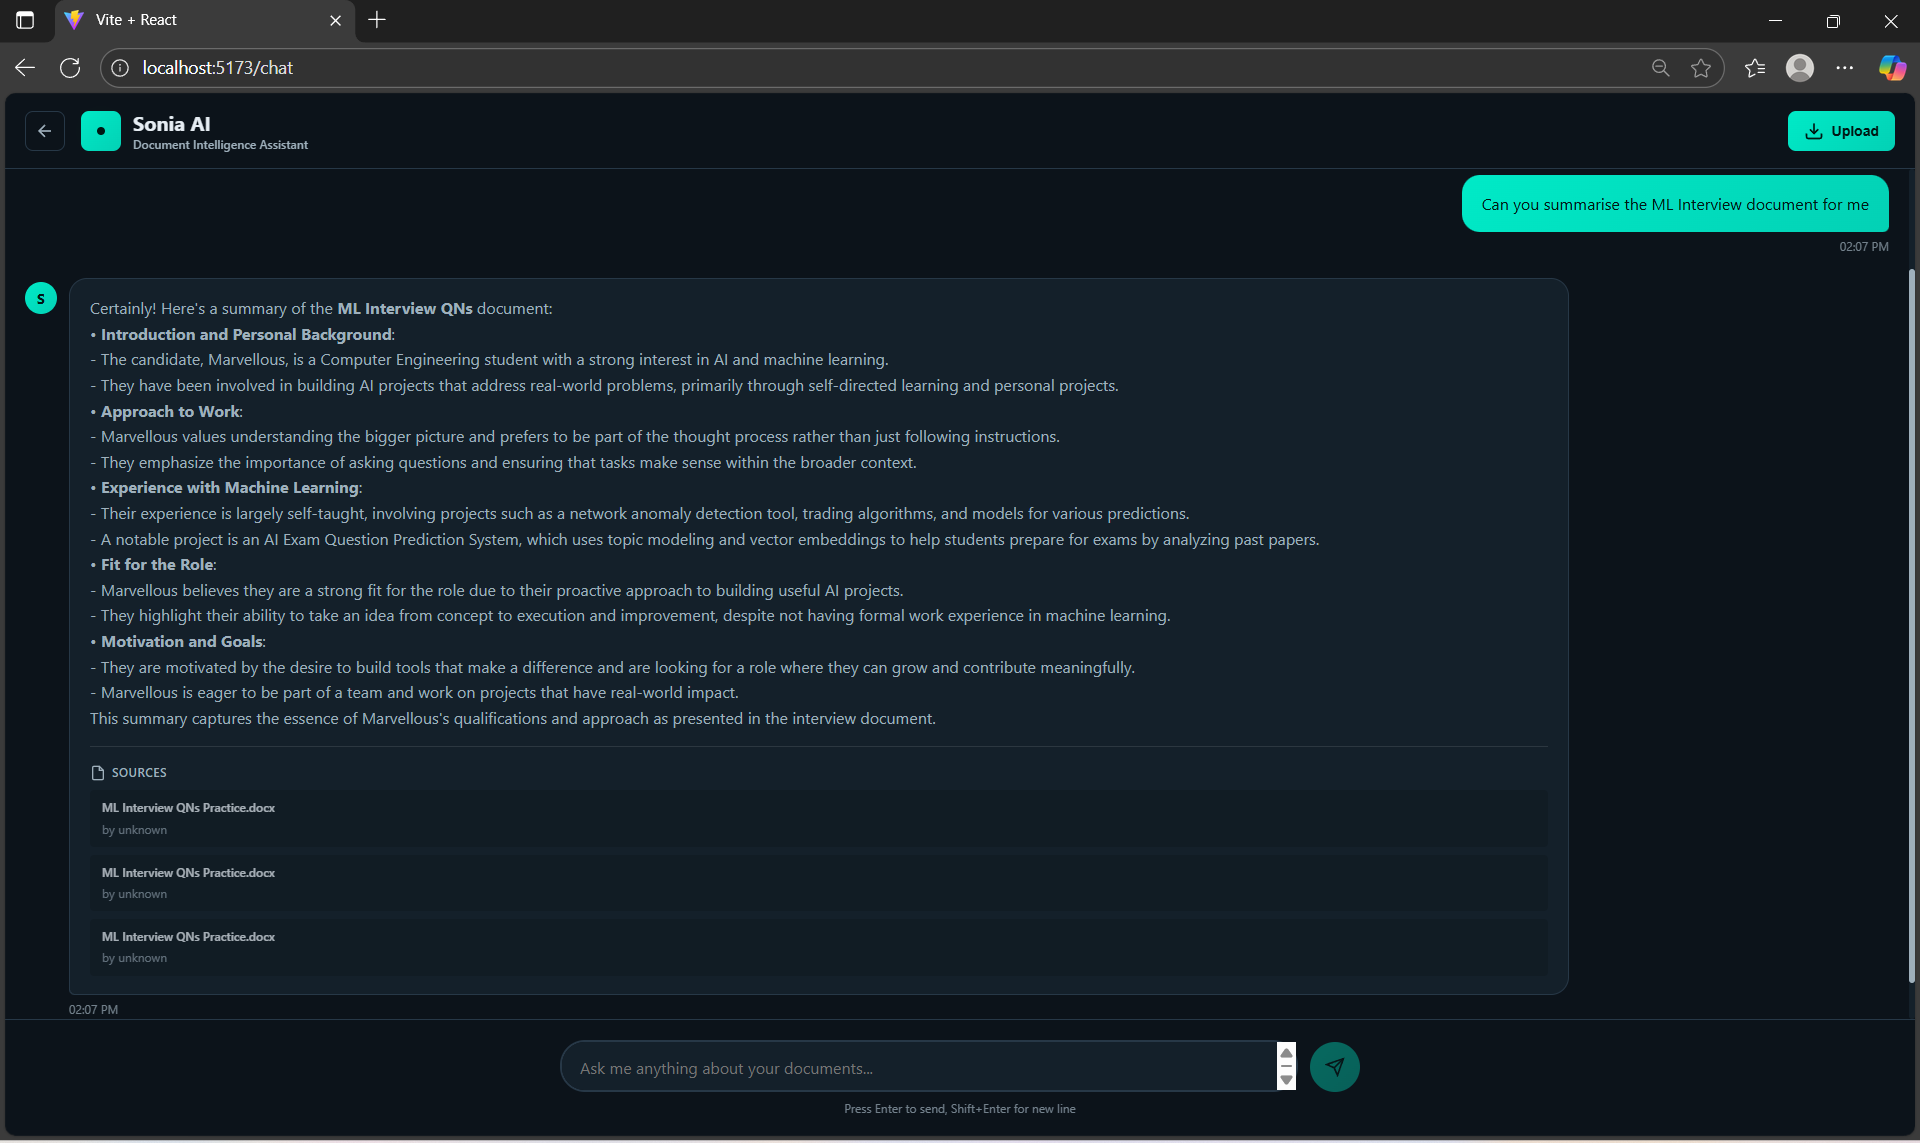 Vite + React
localhost:5173/chat
Sonia AI
Document Intelligence Assistant
Upload
Can you summarise the ML Interview document for me
02:07 PM
S
Certainly! Here's a summary of the ML Interview QNs document:
• Introduction and Personal Background:
- The candidate, Marvellous, is a Computer Engineering student with a strong interest in AI and machine learning.
- They have been involved in building AI projects that address real-world problems, primarily through self-directed learning and personal projects.
• Approach to Work:
- Marvellous values understanding the bigger picture and prefers to be part of the thought process rather than just following instructions.
- They emphasize the importance of asking questions and ensuring that tasks make sense within the broader context.
• Experience with Machine Learning:
- Their experience is largely self-taught, involving projects such as a network anomaly detection tool, trading algorithms, and models for various predictions.
- A notable project is an AI Exam Question Prediction System, which uses topic modeling and vector embeddings to help students prepare for exams by analyzing past papers.
• Fit for the Role:
- Marvellous believes they are a strong fit for the role due to their proactive approach to building useful AI projects.
- They highlight their ability to take an idea from concept to execution and improvement, despite not having formal work experience in machine learning.
• Motivation and Goals:
- They are motivated by the desire to build tools that make a difference and are looking for a role where they can grow and contribute meaningfully.
- Marvellous is eager to be part of a team and work on projects that have real-world impact.
This summary captures the essence of Marvellous's qualifications and approach as presented in the interview document.
SOURCES
ML Interview QNs Practice.docx
by unknown
ML Interview QNs Practice.docx
by unknown
ML Interview QNs Practice.docx
by unknown
02:07 PM
Ask me anything about your documents...
Press Enter to send, Shift+Enter for new line